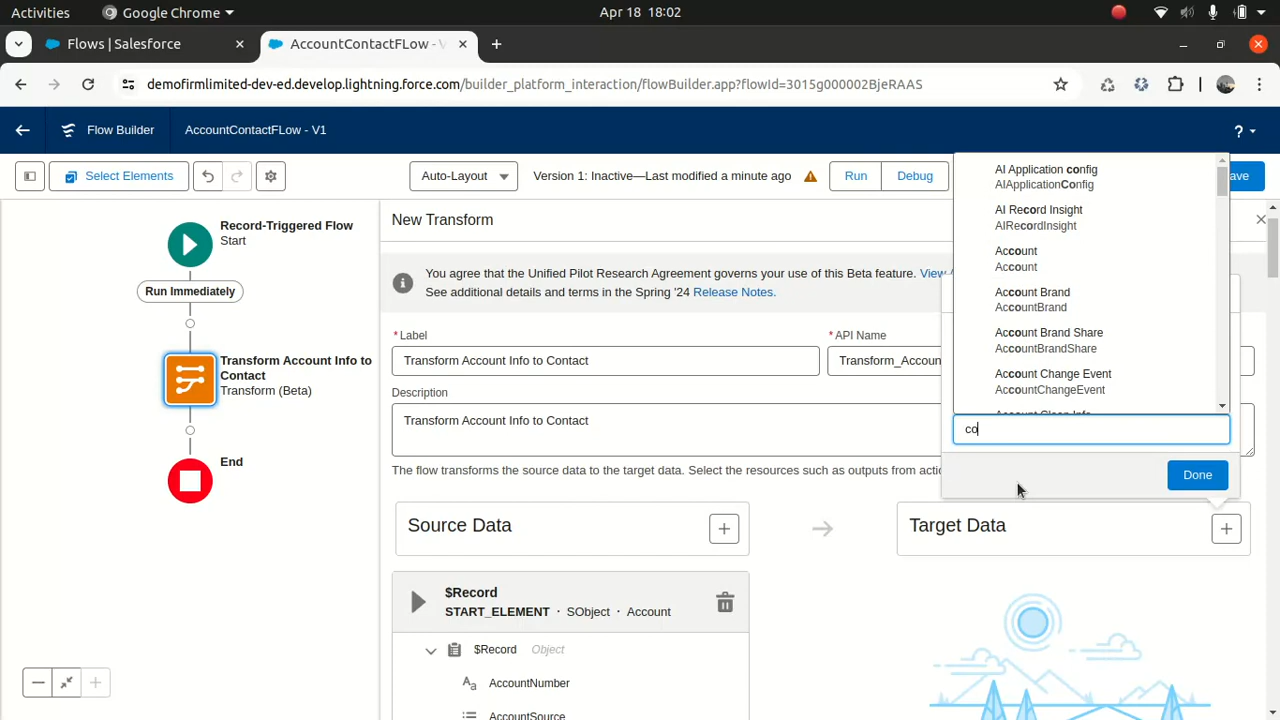 Activities
Google Chrome
Apr 18 18:02
Flows | Salesforce
AccountContactFLow - V
demofirmlimited-dev-ed.develop.lightning.force.com/builder_platform_interaction/flowBuilder.app?flowId=3015g000002BjeRAAS
Flow Builder
AccountContactFLow - V1
?
Select Elements
Auto-Layout
Version 1: Inactive—Last modified a minute ago
Run
Debug
ave
Record-Triggered Flow
Start
Run Immediately
Transform Account Info to
Contact
Transform (Beta)
End
New Transform
You agree that the Unified Pilot Research Agreement governs your use of this Beta feature. View
See additional details and terms in the Spring '24 Release Notes.
* Label
Transform Account Info to Contact
* API Name
Transform_Accoun
Description
Transform Account Info to Contact
The flow transforms the source data to the target data. Select the resources such as outputs from actio
AI Application config
AIApplicationConfig
AI Record Insight
AIRecordInsight
Account
Account
Account Brand
AccountBrand
Account Brand Share
AccountBrandShare
Account Change Event
AccountChangeEvent
Account Clean Info
co
Done
Source Data
Target Data
$Record
START_ELEMENT · SObject · Account
$Record Object
AccountNumber
AccountSource